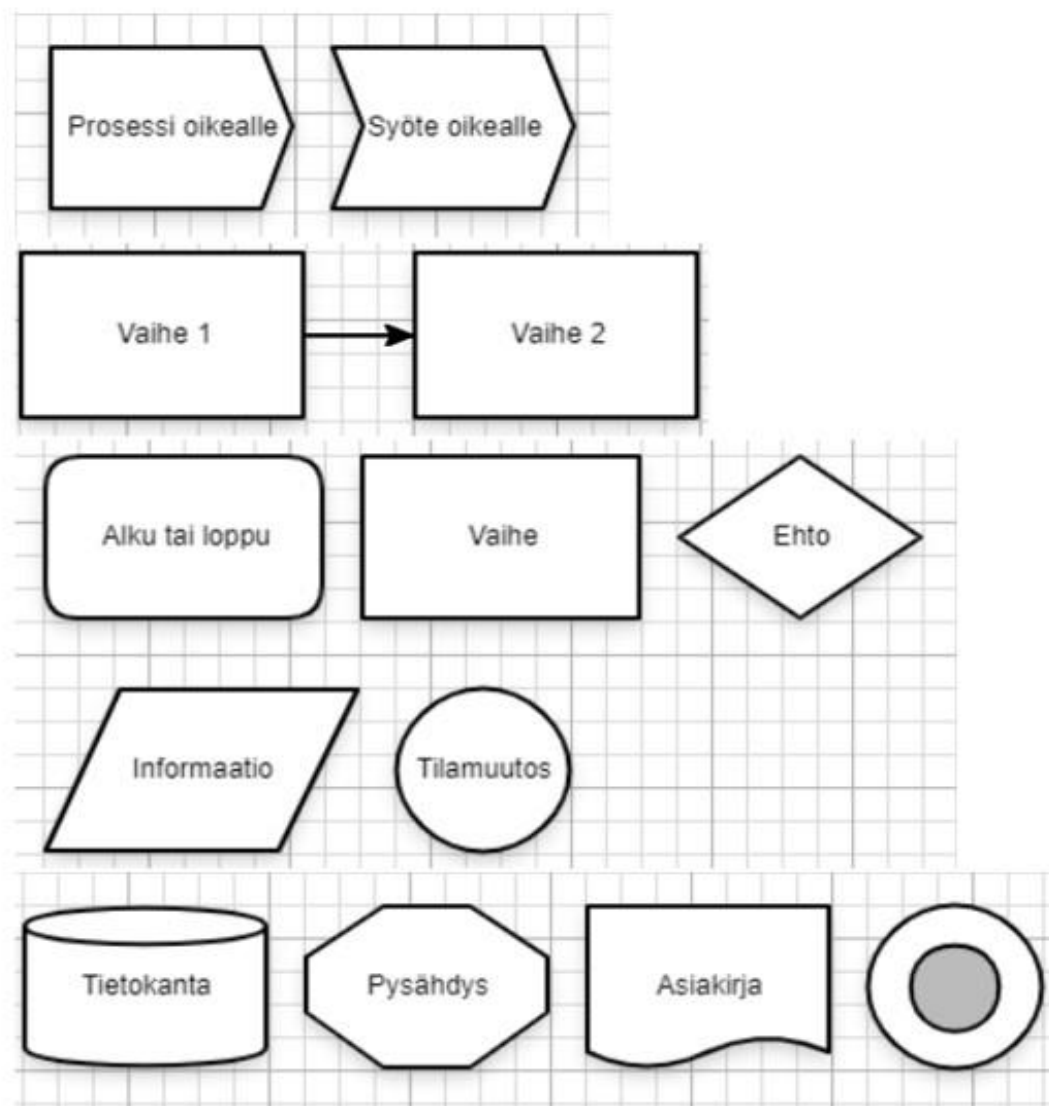 Prosessi oikealle
Syöte oikealle
Vaihe 1
Vaihe 2
Alku tai loppu
Vaihe
Ehto
Informaatio
Tilamuutos
Tietokanta
Pysähdys
Asiakirja